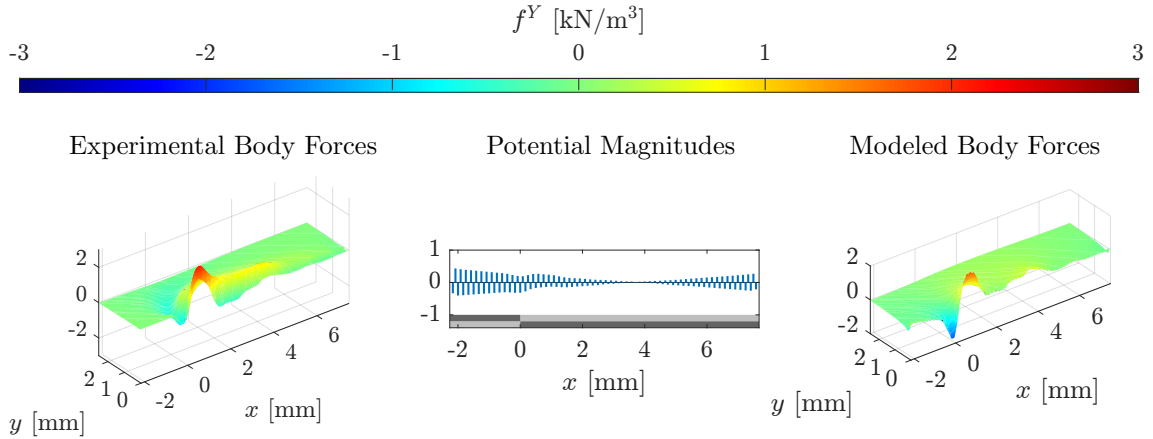 f^Y [kN/m³]
-3 -2 -1 0 1 2 3
Experimental Body Forces
Potential Magnitudes
Modeled Body Forces
2
0
-2
2 1 0
-2 0 2 4 6
y [mm]
x [mm]
1
0
-1
-2 0 2 4 6
x [mm]
2
0
-2
2 1 0
-2 0 2 4 6
y [mm]
x [mm]